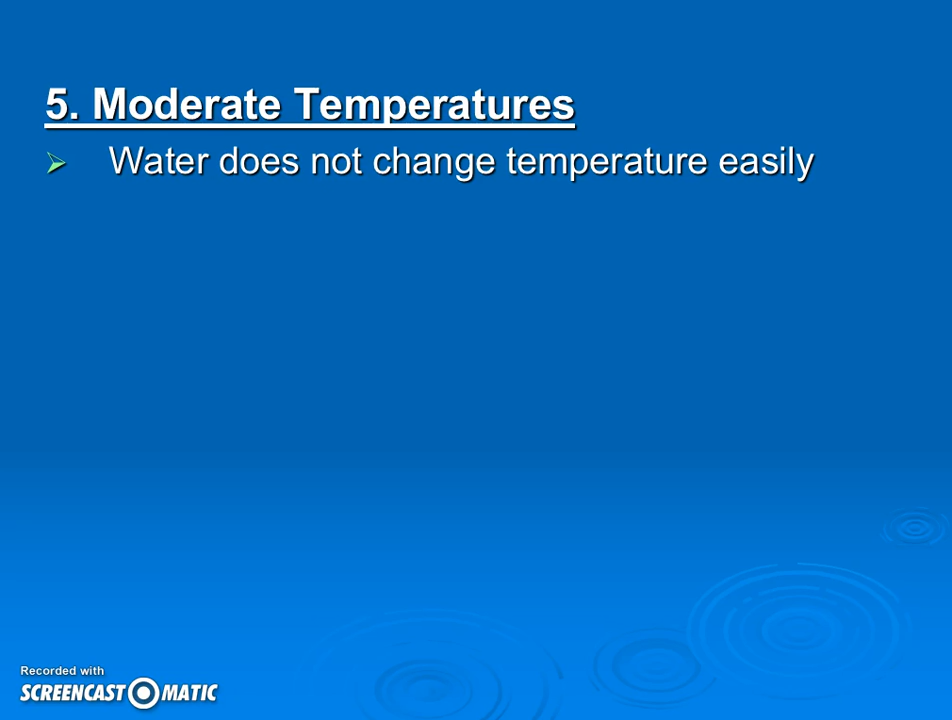 5. Moderate Temperatures
Water does not change temperature easily
Recorded with
SCREENCAST MATIC